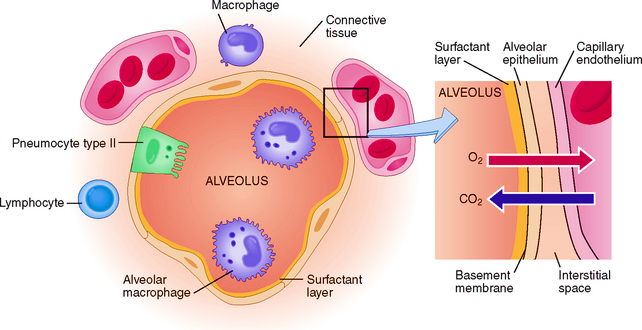 Macrophage
Connective
tissue
Pneumocyte type II
Lymphocyte
ALVEOLUS
Alveolar
macrophage
Surfactant
layer
Surfactant
layer
Alveolar
epithelium
Capillary
endothelium
ALVEOLUS
O2
CO2
Basement
membrane
Interstitial
space